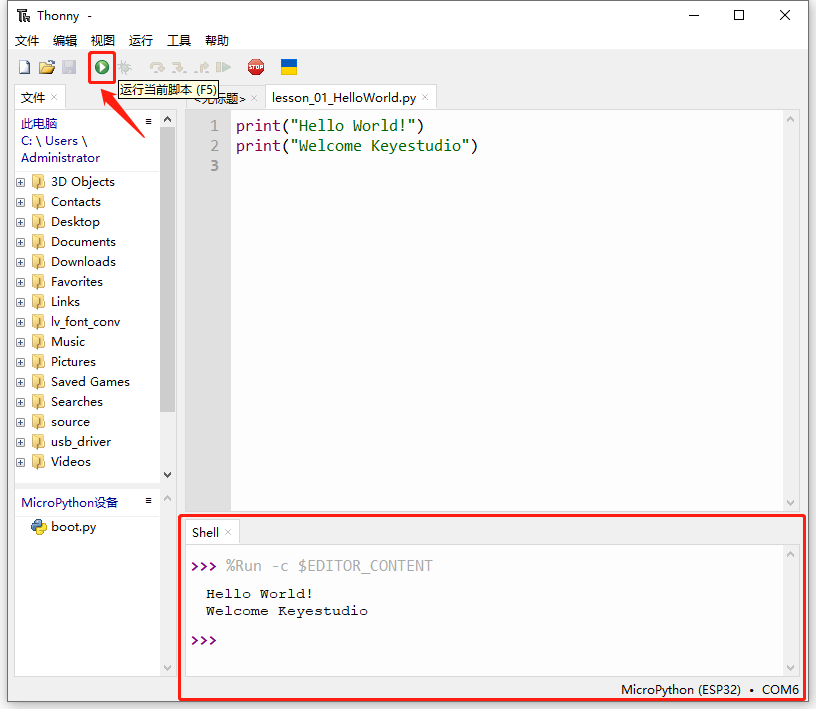 Thonny -
文件 编辑 视图 运行 工具 帮助
STOP
运行当前脚本 (F5)
文件
<无标题>
lesson_01_HelloWorld.py
此电脑
C: \ Users \
Administrator
3D Objects
Contacts
Desktop
Documents
Downloads
Favorites
Links
lv_font_conv
Music
Pictures
Saved Games
Searches
source
usb_driver
Videos
MicroPython设备
boot.py
1 print("Hello World!")
2 print("Welcome Keyestudio")
3
Shell
>>> %Run -c $EDITOR_CONTENT
Hello World!
Welcome Keyestudio
>>>
MicroPython (ESP32) • COM6